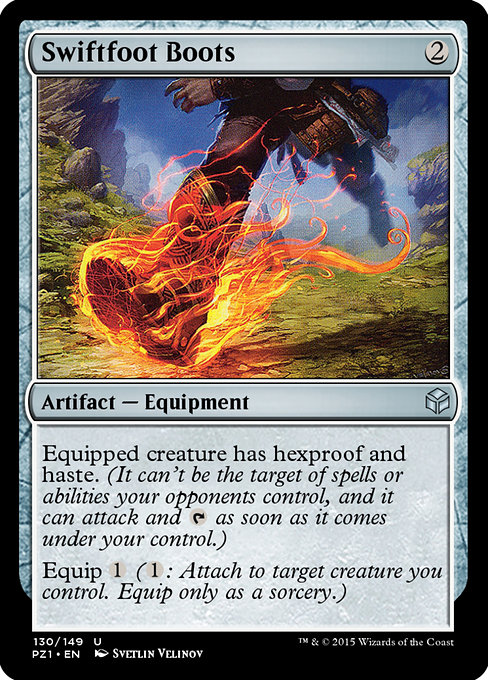 Swiftfoot Boots 2
Artifact — Equipment
Equipped creature has hexproof and
haste. (It can't be the target of spells or
abilities your opponents control, and it
can attack and as soon as it comes
under your control.)
Equip 1 (1: Attach to target creature you
control. Equip only as a sorcery.)
130/149 U
PZ1 • EN Svetlin Velinov
™ & © 2015 Wizards of the Coast